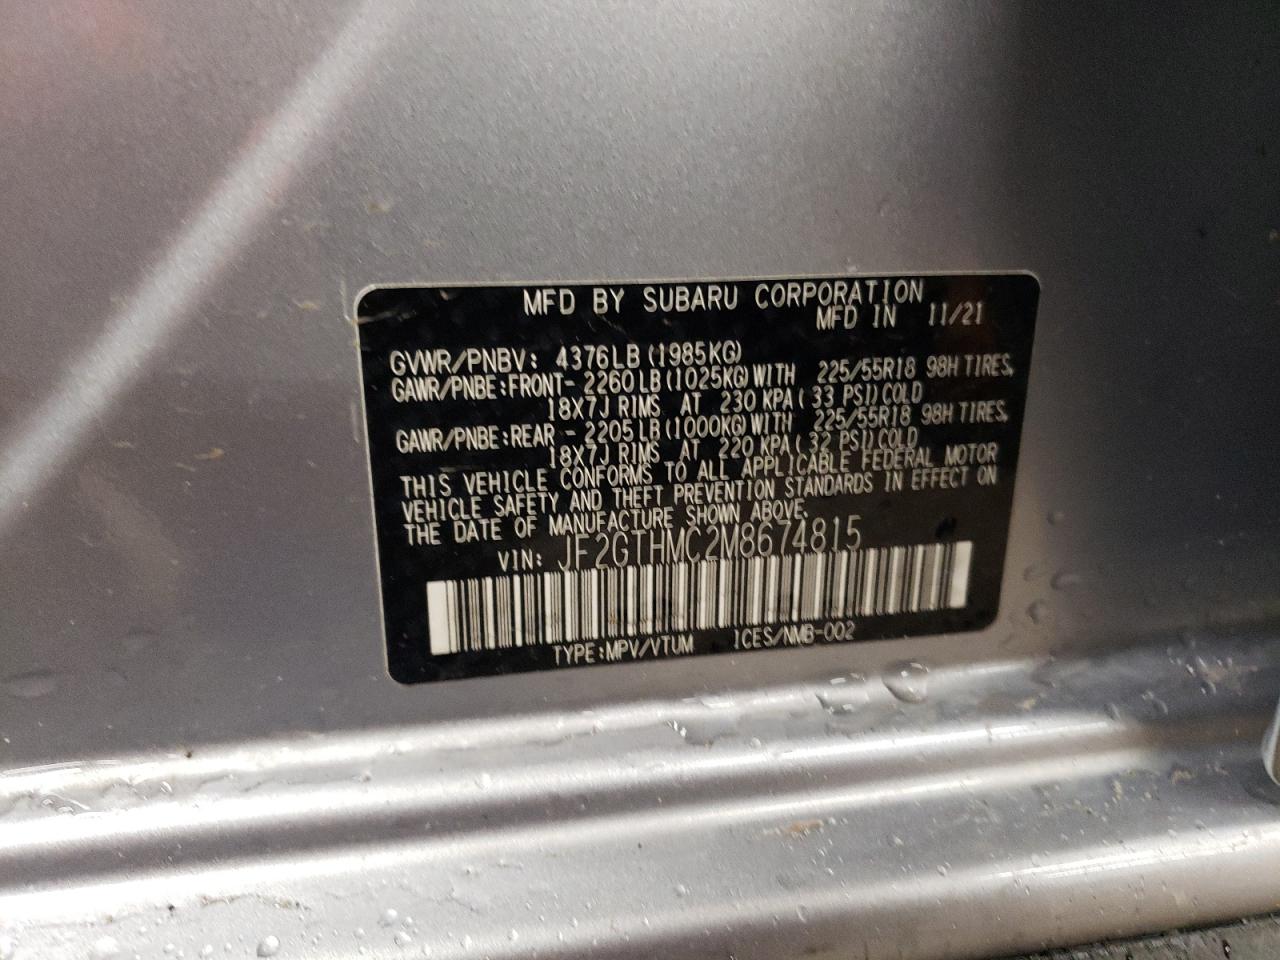 MFD BY SUBARU CORPORATION
MFD IN 11/21
GVWR/PNBV: 4376LB (1985KG)
GAWR/PNBE:FRONT- 2260LB (1025KG) WITH 225/55R18 98H TIRES,
18X7J RIMS AT 230 KPA ( 33 PSI) COLD
GAWR/PNBE:REAR - 2205LB (1000KG) WITH 225/55R18 98H TIRES,
18X7J RIMS AT 220 KPA ( 32 PSI) COLD
THIS VEHICLE CONFORMS TO ALL APPLICABLE FEDERAL MOTOR
VEHICLE SAFETY AND THEFT PREVENTION STANDARDS IN EFFECT ON
THE DATE OF MANUFACTURE SHOWN ABOVE.
VIN: JF2GTHMC2M8674815
TYPE:MPV/VTUM ICES/NMB-002